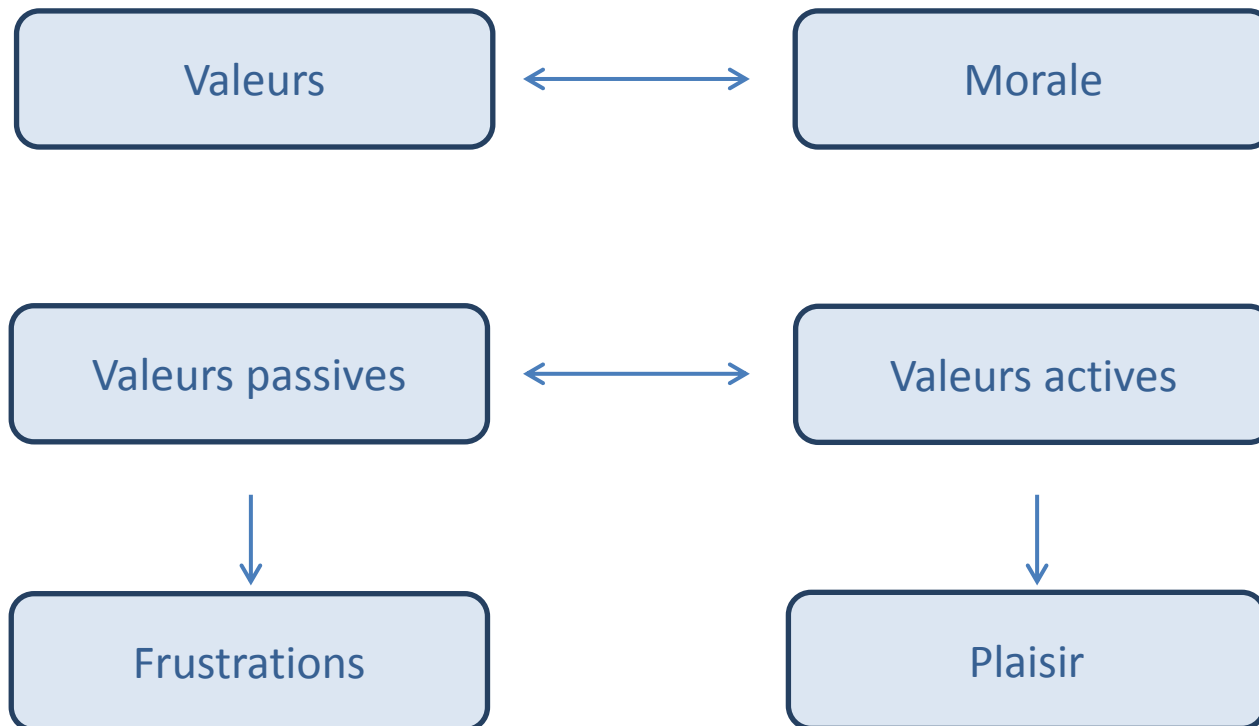 Valeurs
Morale
Valeurs passives
Valeurs actives
Frustrations
Plaisir